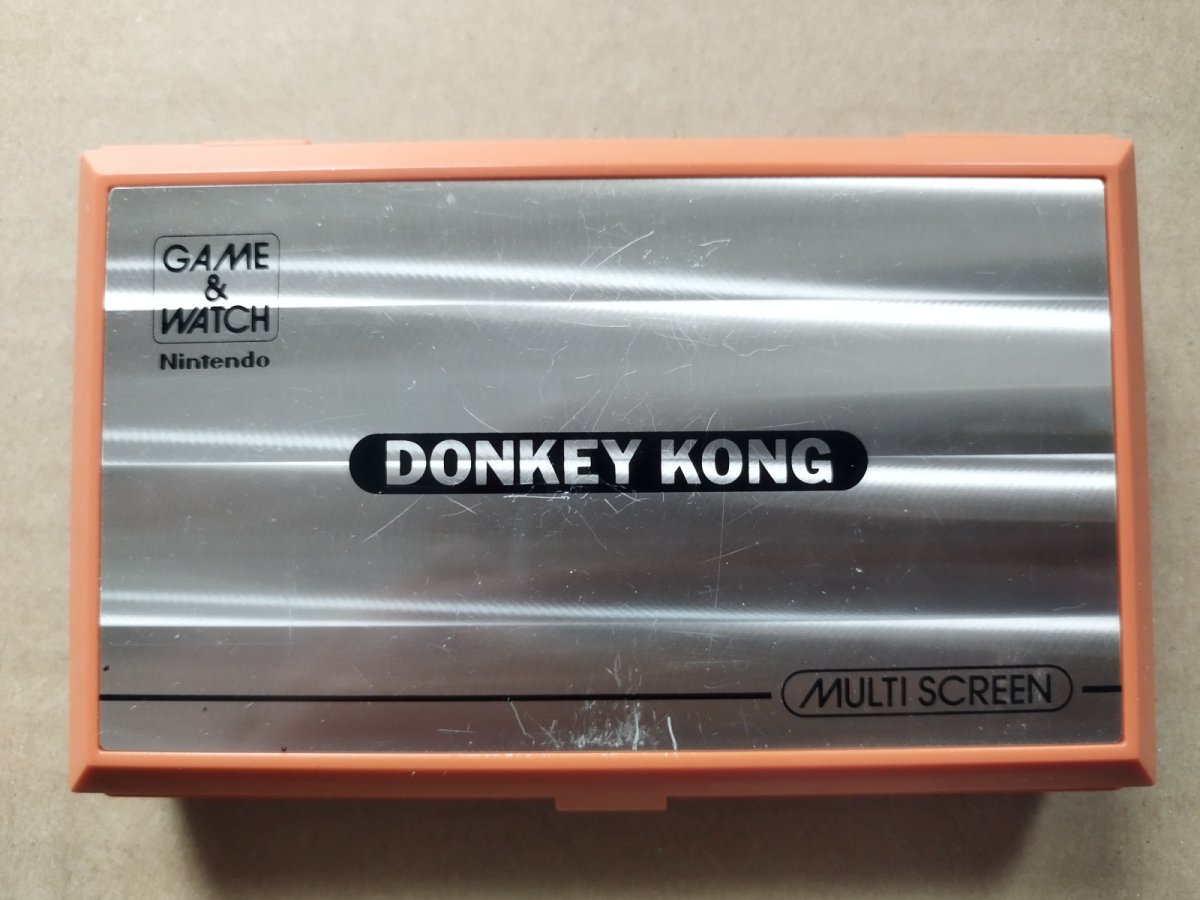 GAME
&
WATCH
Nintendo
DONKEY KONG
MULTI SCREEN